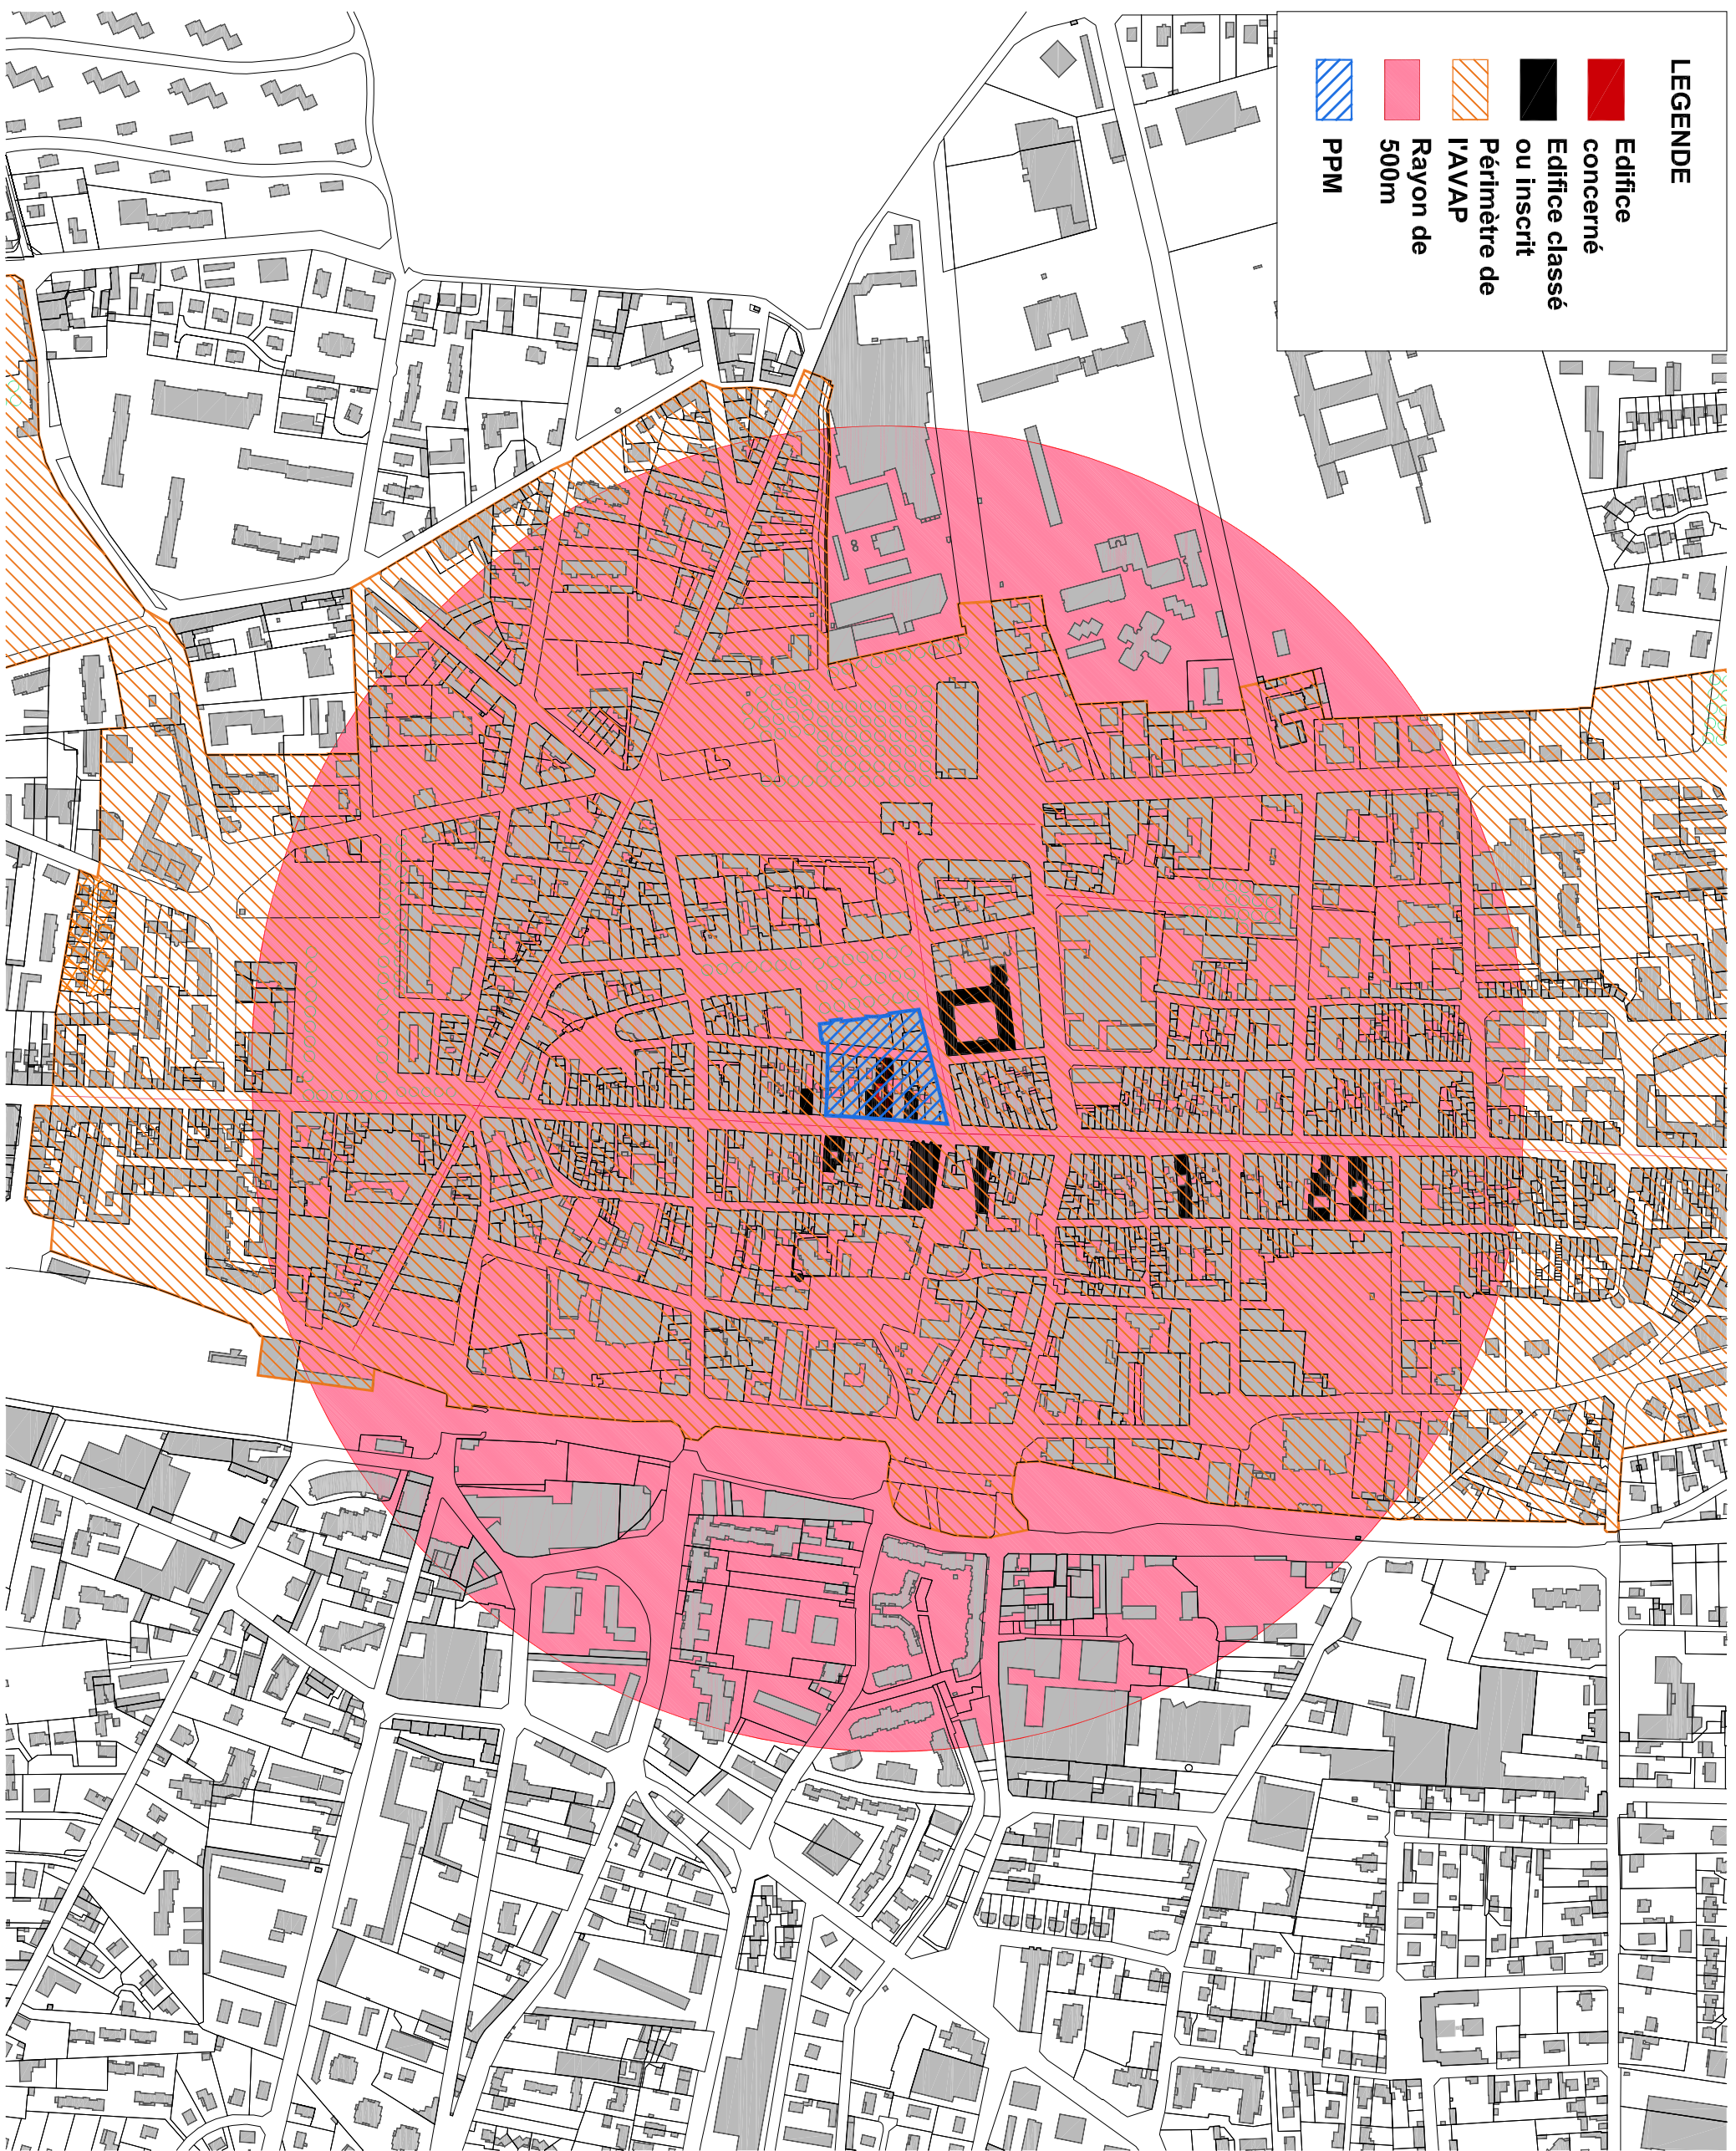 LEGENDE
Edifice
concerné
Edifice classé
ou inscrit
Périmètre de
l'AVAP
Rayon de
500m
PPM